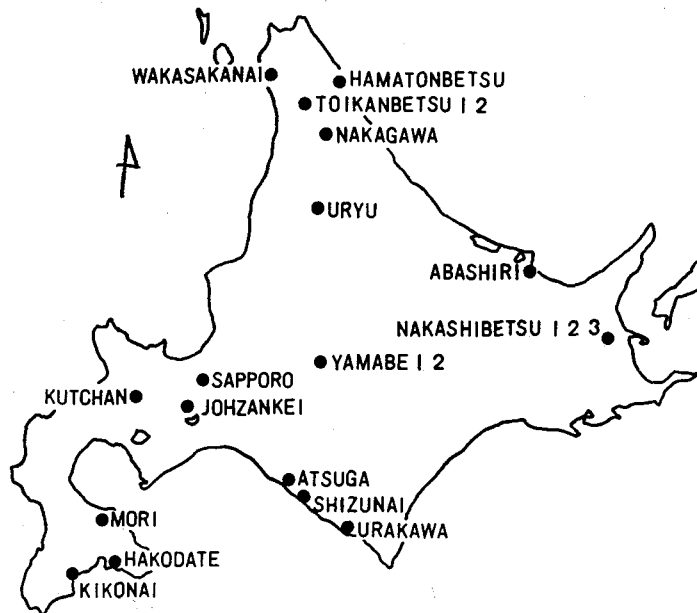 WAKASAKANAI
HAMATONBETSU
TOIKANBETSU 1 2
NAKAGAWA
URYU
ABASHIRI
NAKASHIBETSU 1 2 3
YAMABE 1 2
SAPPORO
KUTCHAN
JOHZANKEI
ATSUGA
SHIZUNAI
URAKAWA
MORI
HAKODATE
KIKONAI